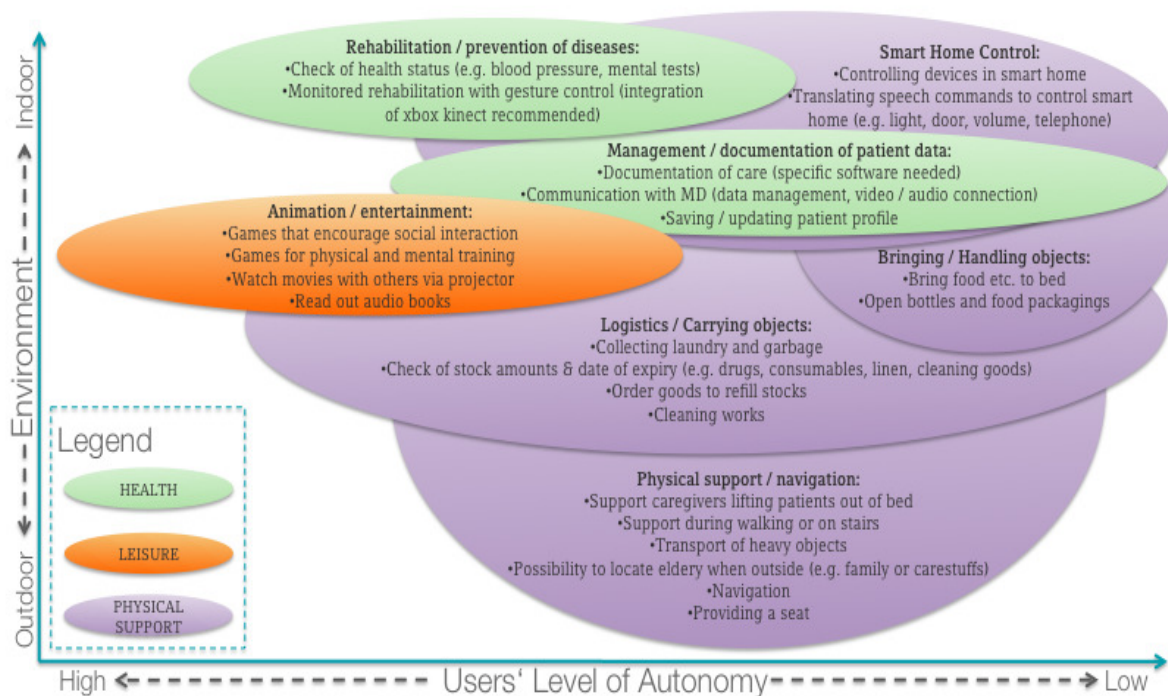 Rehabilitation / prevention of diseases:
•Check of health status (e.g. blood pressure, mental tests)
•Monitored rehabilitation with gesture control (integration
of xbox kinect recommended)
Smart Home Control:
•Controlling devices in smart home
•Translating speech commands to control smart
home (e.g. light, door, volume, telephone)
Management / documentation of patient data:
•Documentation of care (specific software needed)
•Communication with MD (data management, video / audio connection)
•Saving / updating patient profile
Animation / entertainment:
•Games that encourage social interaction
•Games for physical and mental training
•Watch movies with others via projector
•Read out audio books
Bringing / Handling objects:
•Bring food etc. to bed
•Open bottles and food packagings
Logistics / Carrying objects:
•Collecting laundry and garbage
•Check of stock amounts & date of expiry (e.g. drugs, consumables, linen, cleaning goods)
•Order goods to refill stocks
•Cleaning works
Physical support / navigation:
•Support caregivers lifting patients out of bed
•Support during walking or on stairs
•Transport of heavy objects
•Possibility to locate eldery when outside (e.g. family or carestuffs)
•Navigation
•Providing a seat
Indoor
Environment
Outdoor
Legend
HEALTH
LEISURE
PHYSICAL
SUPPORT
High
Users‘ Level of Autonomy
Low